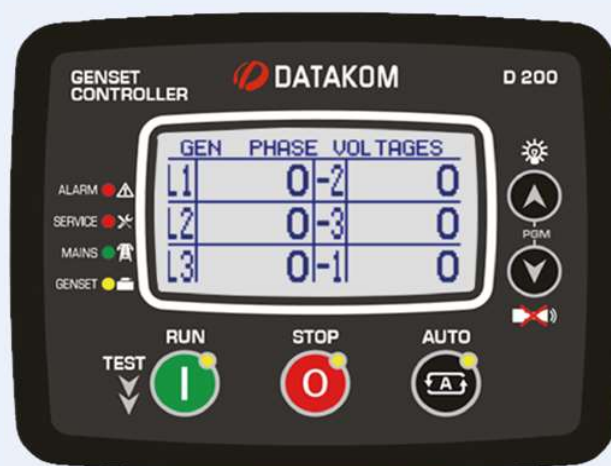 GENSET
CONTROLLER
DATAKOM
D 200
GEN PHASE VOLTAGES
L1 0 -2 0
L2 0 -3 0
L3 0 -1 0
ALARM
SERVICE
MAINS
GENSET
PGM
RUN
STOP
AUTO
TEST
I
O
A